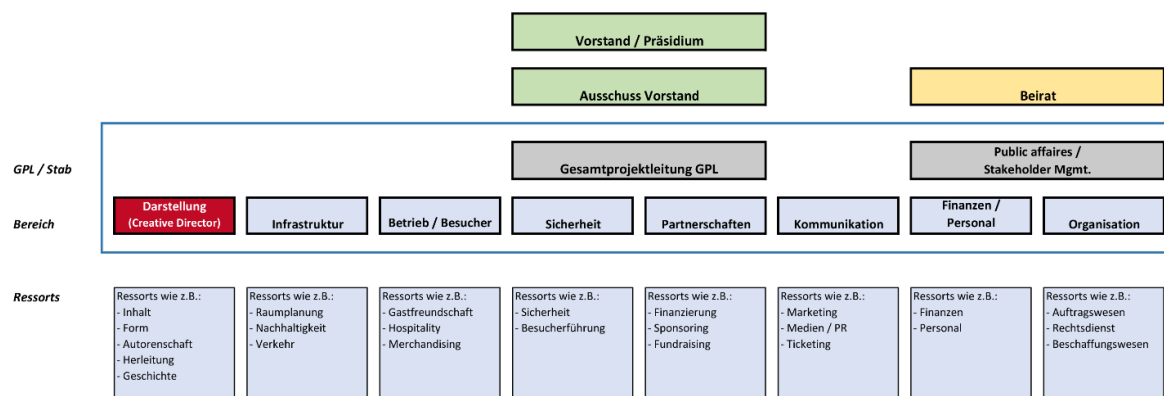 Vorstand / Präsidium
Ausschuss Vorstand
Beirat
GPL / Stab
Gesamtprojektleitung GPL
Public affaires /
Stakeholder Mgmt.
Bereich
Darstellung
(Creative Director)
Infrastruktur
Betrieb / Besucher
Sicherheit
Partnerschaften
Kommunikation
Finanzen /
Personal
Organisation
Ressorts
Ressorts wie z.B.:
- Inhalt
- Form
- Autorenschaft
- Herleitung
- Geschichte
Ressorts wie z.B.:
- Raumplanung
- Nachhaltigkeit
- Verkehr
Ressorts wie z.B.:
- Gastfreundschaft
- Hospitality
- Merchandising
Ressorts wie z.B.:
- Sicherheit
- Besucherführung
Ressorts wie z.B.:
- Finanzierung
- Sponsoring
- Fundraising
Ressorts wie z.B.:
- Marketing
- Medien / PR
- Ticketing
Ressorts wie z.B.:
- Finanzen
- Personal
Ressorts wie z.B.:
- Auftragswesen
- Rechtsdienst
- Beschaffungswesen